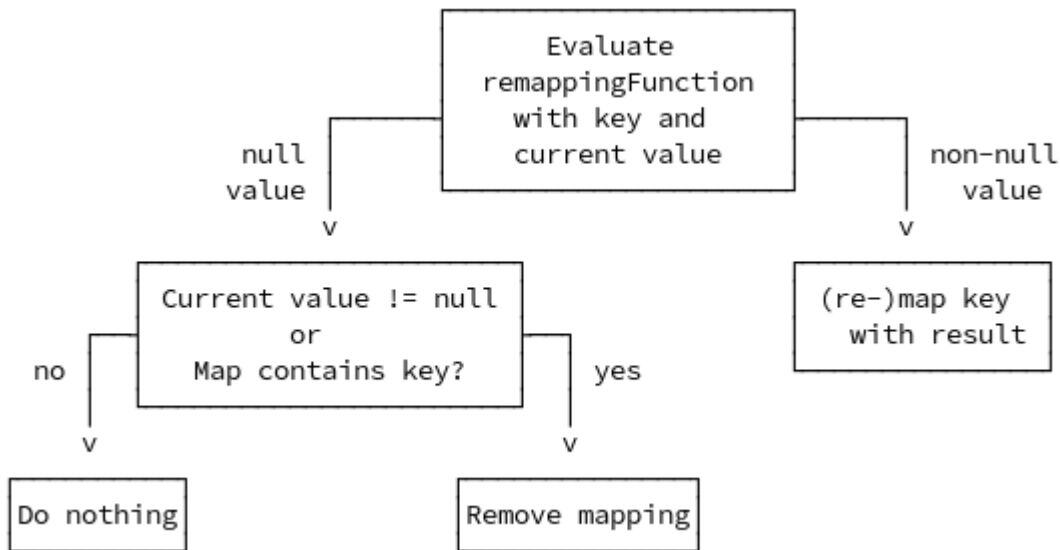 Evaluate
remappingFunction
with key and
current value
null
value
non-null
value
v
v
Current value != null
or
Map contains key?
(re-)map key
with result
no
yes
v
v
Do nothing
Remove mapping